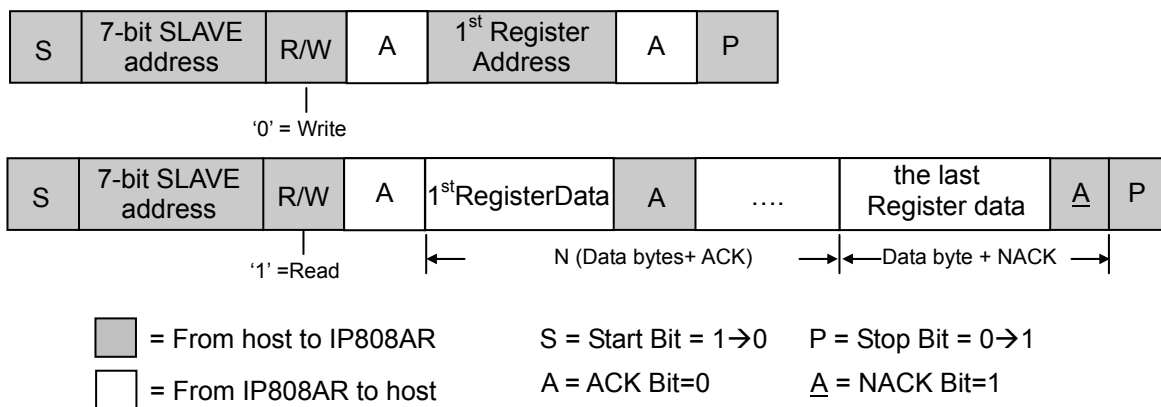 S 7-bit SLAVE address R/W A 1st Register Address A P
‘0’ = Write
S 7-bit SLAVE address R/W A 1stRegisterData A …. the last Register data A P
‘1’ =Read
N (Data bytes+ ACK)
Data byte + NACK
= From host to IP808AR
S = Start Bit = 1→0
P = Stop Bit = 0→1
= From IP808AR to host
A = ACK Bit=0
A = NACK Bit=1